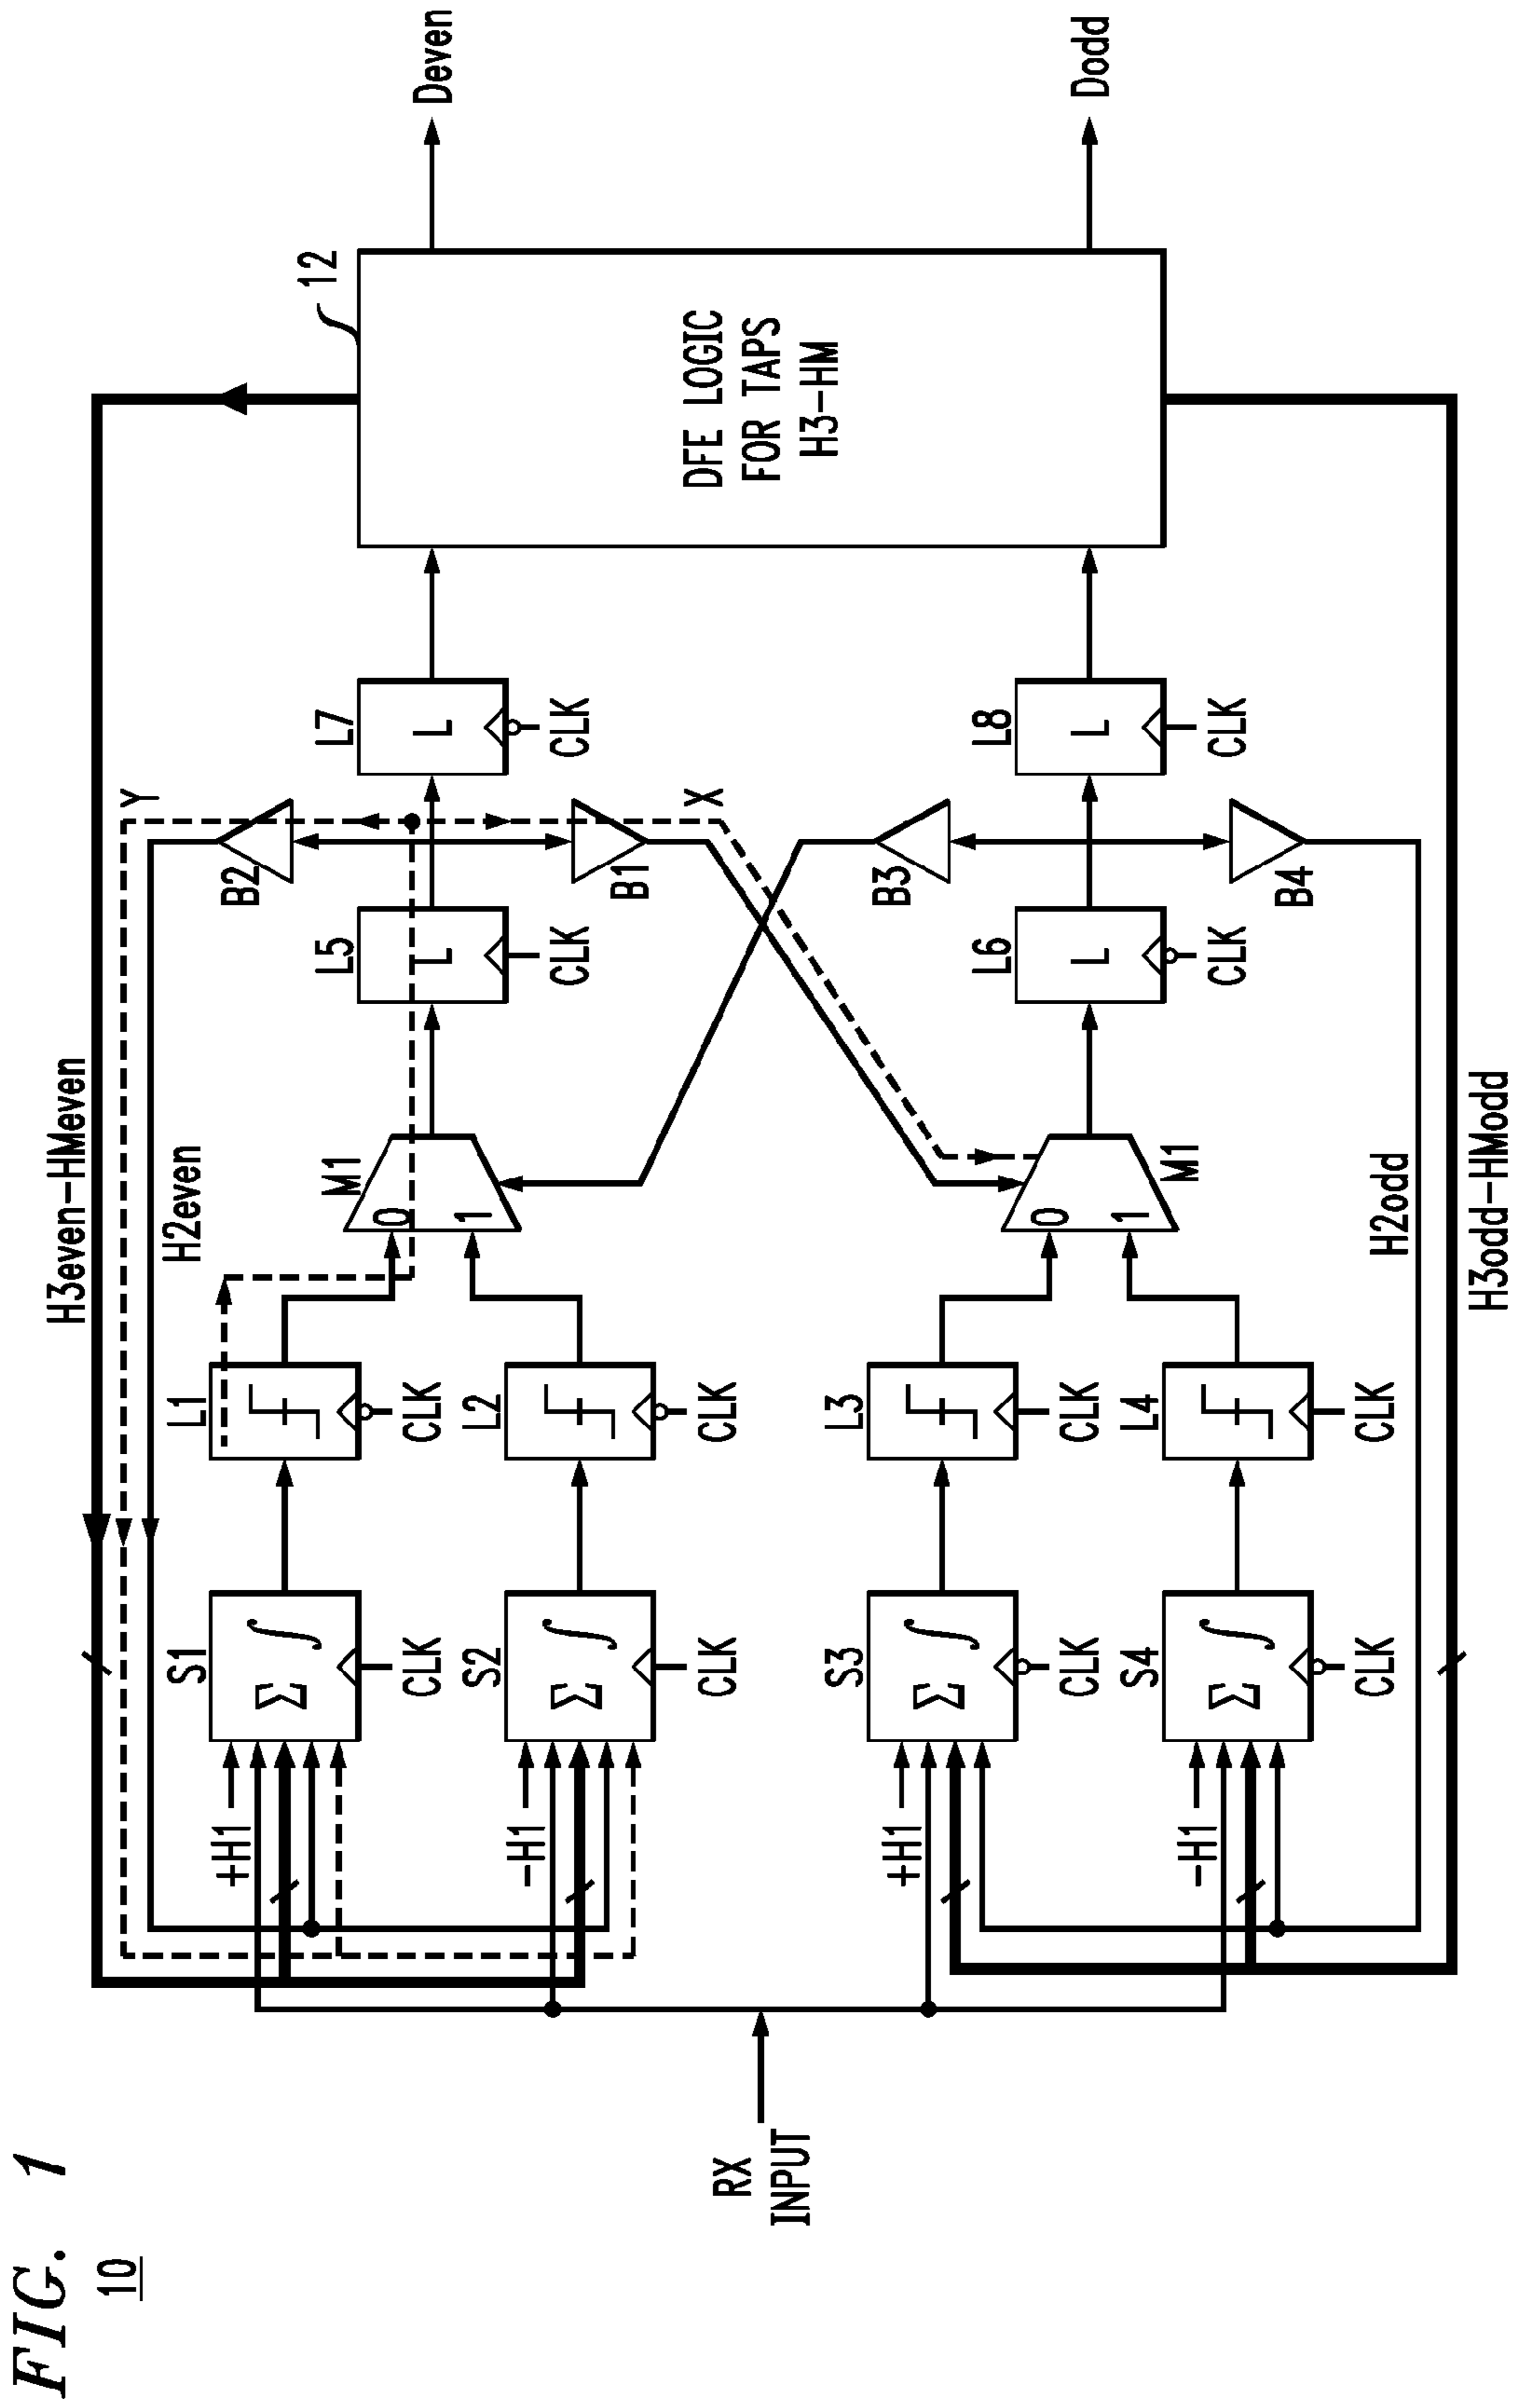 FIG. 1
10
H3even-HMeven
H2even
Y
12
S1
Σ ∫
CLK
+H1
L1
CLK
M1
0
1
L5
L
CLK
B2
B1
L7
L
CLK
Deven
S2
Σ ∫
CLK
-H1
L2
CLK
X
DFE LOGIC
FOR TAPS
H3-HM
RX
INPUT
S3
Σ ∫
CLK
+H1
L3
CLK
M1
0
1
L6
L
CLK
B3
B4
L8
L
CLK
Dodd
S4
Σ ∫
CLK
-H1
L4
CLK
H2odd
H3odd-HModd